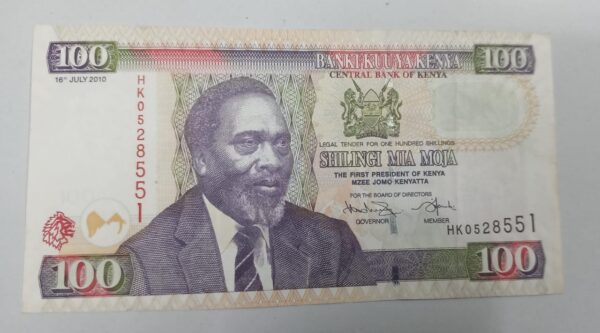 100
BANKI KUU YA KENYA
100
CENTRAL BANK OF KENYA
16TH JULY 2010
HK0528551
LEGAL TENDER FOR ONE HUNDRED SHILLINGS
SHILINGI MIA MOJA
THE FIRST PRESIDENT OF KENYA
MZEE JOMO KENYATTA
FOR THE BOARD OF DIRECTORS
GOVERNOR MEMBER
HK0528551
100
100